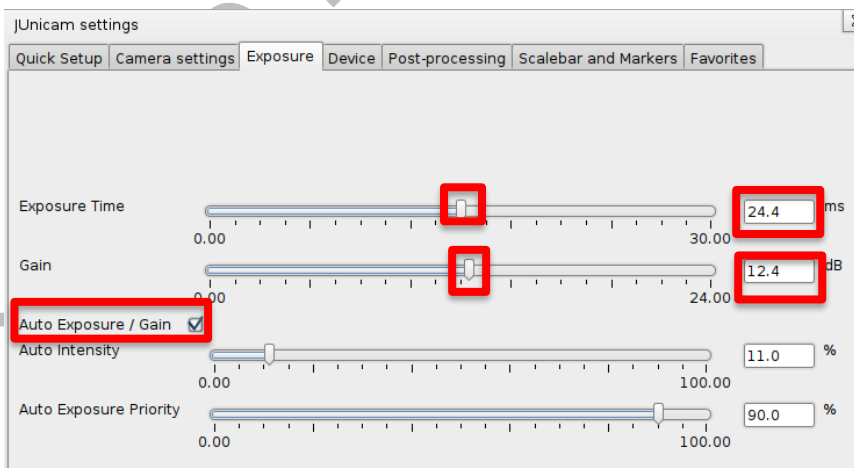 JUnicam settings
Quick Setup Camera settings Exposure Device Post-processing Scalebar and Markers Favorites
Exposure Time 24.4 ms
0.00 30.00
Gain 12.4 dB
0.00 24.00
Auto Exposure / Gain
Auto Intensity 11.0 %
0.00 100.00
Auto Exposure Priority 90.0 %
0.00 100.00